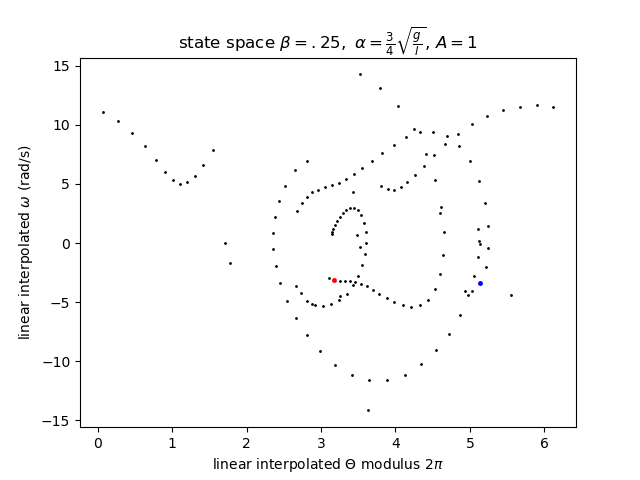 state space β = .25, α = 3/4 √(g/l), A = 1
linear interpolated ω (rad/s)
15
10
5
0
−5
−10
−15
0 1 2 3 4 5 6
linear interpolated Θ modulus 2π